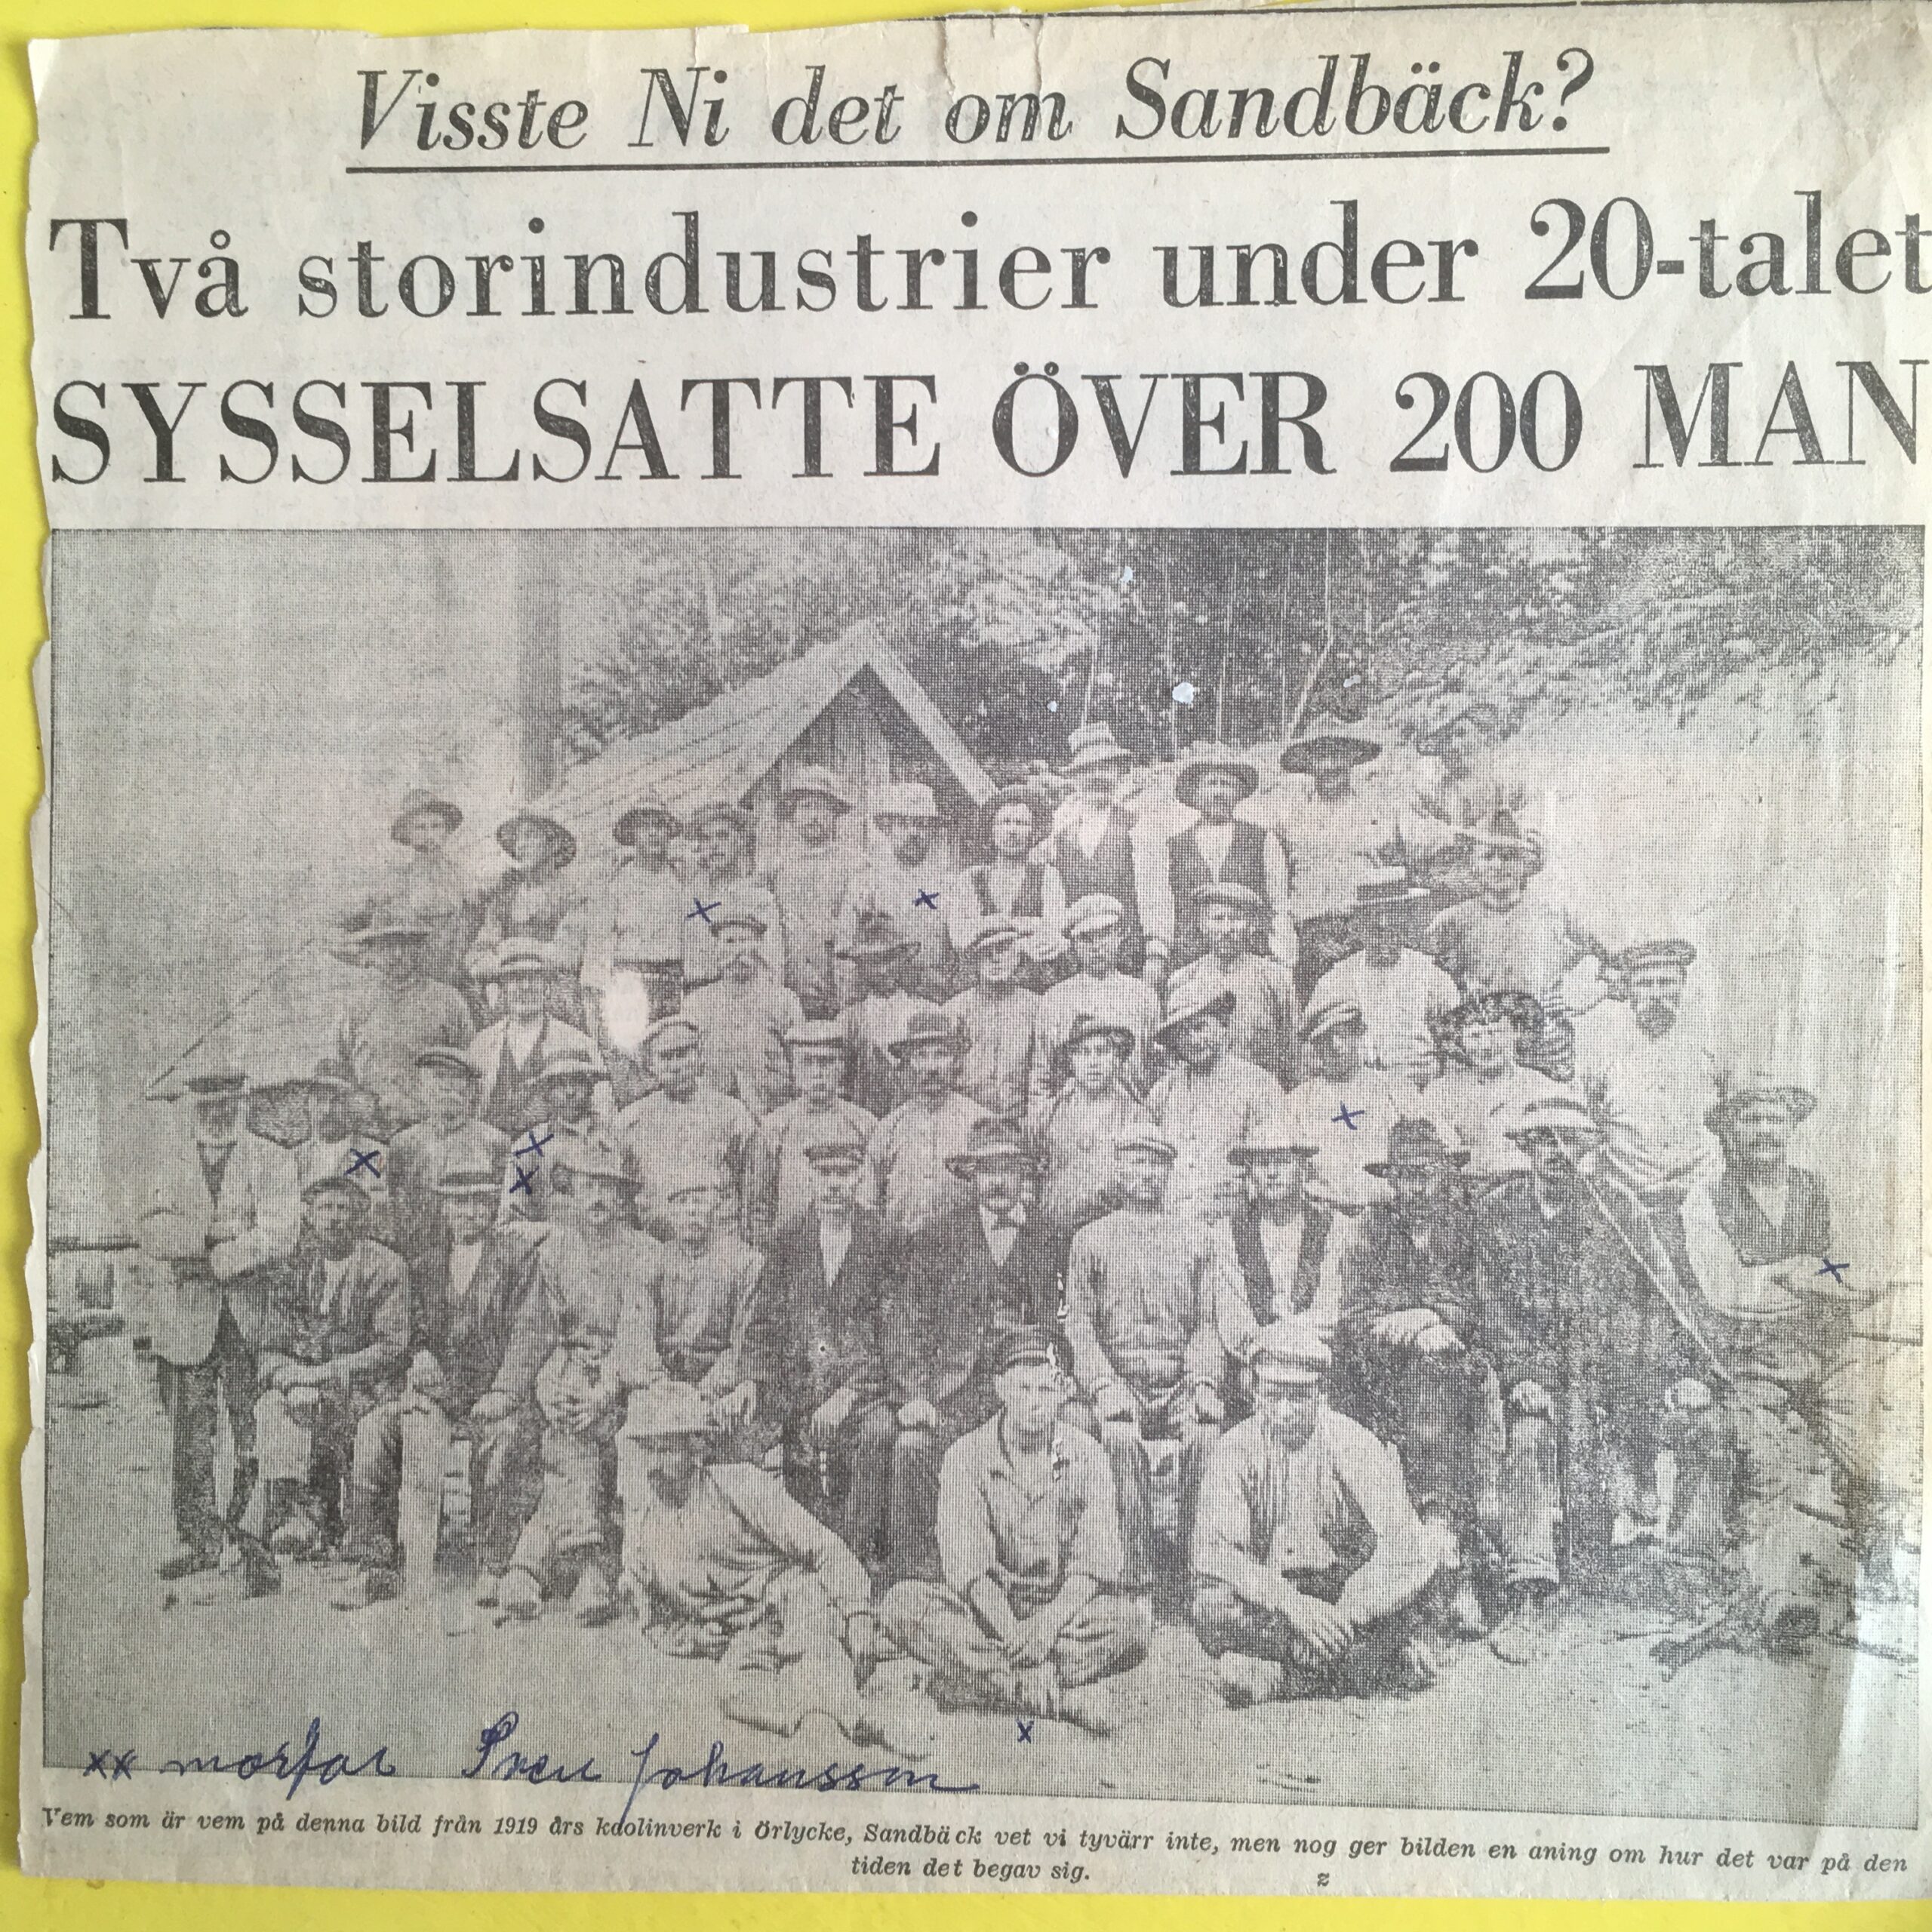 Visste Ni det om Sandbäck?
Två storindustrier under 20-talet
SYSSELSATTE ÖVER 200 MAN
x x x x x x x x
xx morfar Sven Johansson
Vem som är vem på denna bild från 1919 års kaolinverk i Örlycke, Sandbäck vet vi tyvärr inte, men nog ger bilden en aning om hur det var på den
tiden det begav sig.
z